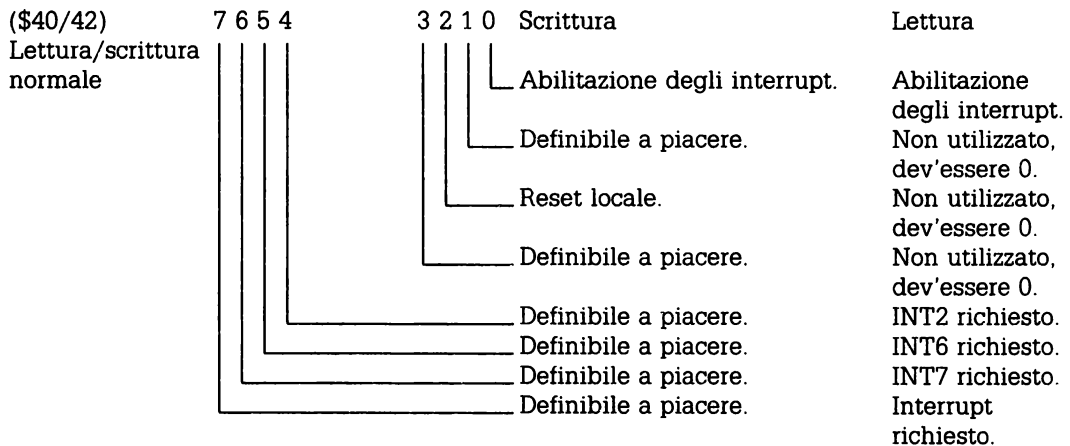 ($40/42) 7 6 5 4 3 2 1 0 Scrittura Lettura
Lettura/scrittura
normale Abilitazione degli interrupt. Abilitazione
degli interrupt.
Definibile a piacere. Non utilizzato,
dev'essere 0.
Reset locale. Non utilizzato,
dev'essere 0.
Definibile a piacere. Non utilizzato,
dev'essere 0.
Definibile a piacere. INT2 richiesto.
Definibile a piacere. INT6 richiesto.
Definibile a piacere. INT7 richiesto.
Definibile a piacere. Interrupt
richiesto.